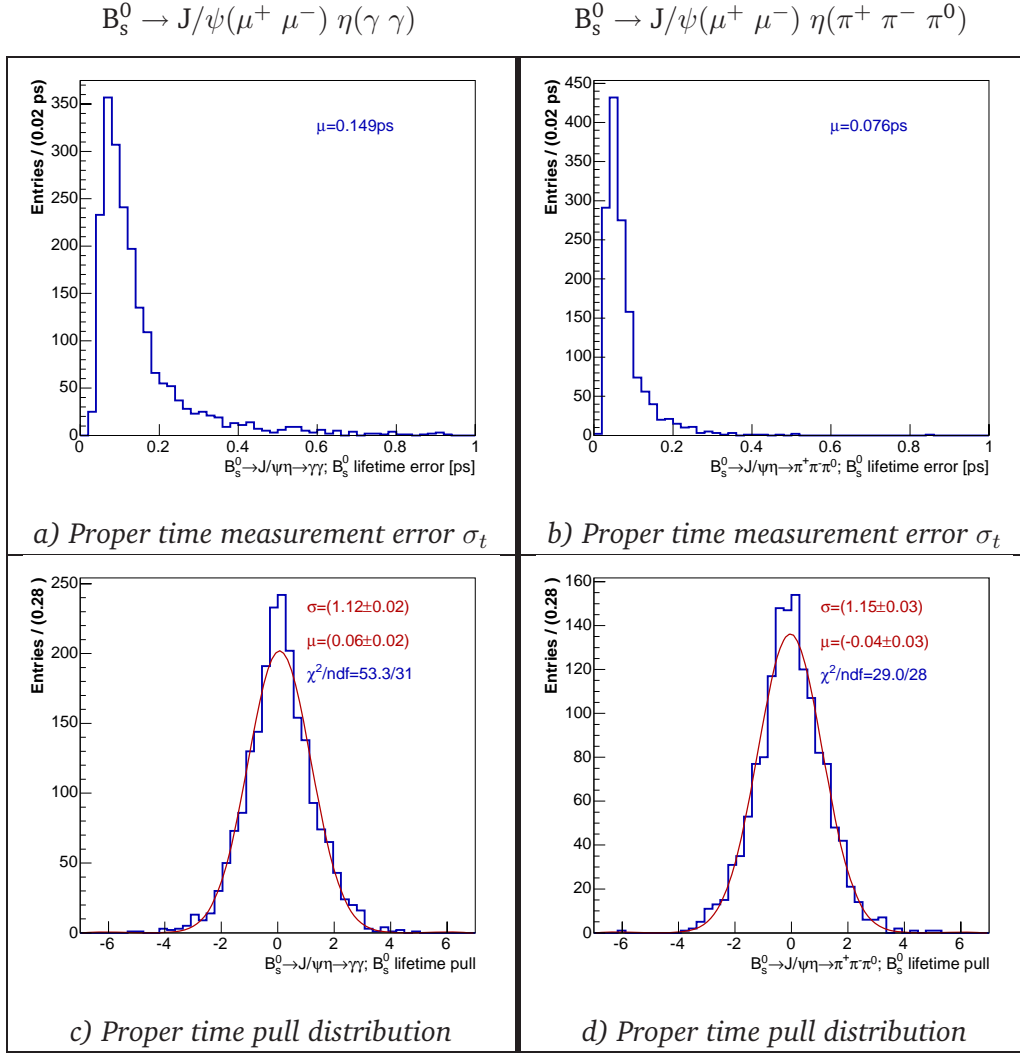 B⁰ₛ → J/ψ(μ⁺ μ⁻) η(γ γ)
B⁰ₛ → J/ψ(μ⁺ μ⁻) η(π⁺ π⁻ π⁰)
Entries / (0.02 ps)
350
300
250
200
150
100
50
0
μ=0.149ps
0 0.2 0.4 0.6 0.8 1
B⁰ₛ→J/ψη→γγ; B⁰ₛ lifetime error [ps]
a) Proper time measurement error σₜ
Entries / (0.02 ps)
450
400
350
300
250
200
150
100
50
0
μ=0.076ps
0 0.2 0.4 0.6 0.8 1
B⁰ₛ→J/ψη→π⁺π⁻π⁰; B⁰ₛ lifetime error [ps]
b) Proper time measurement error σₜ
Entries / (0.28 )
250
200
150
100
50
0
σ=(1.12±0.02)
μ=(0.06±0.02)
χ²/ndf=53.3/31
-6 -4 -2 0 2 4 6
B⁰ₛ→J/ψη→γγ; B⁰ₛ lifetime pull
c) Proper time pull distribution
Entries / (0.28 )
160
140
120
100
80
60
40
20
0
σ=(1.15±0.03)
μ=(-0.04±0.03)
χ²/ndf=29.0/28
-6 -4 -2 0 2 4 6
B⁰ₛ→J/ψη→π⁺π⁻π⁰; B⁰ₛ lifetime pull
d) Proper time pull distribution